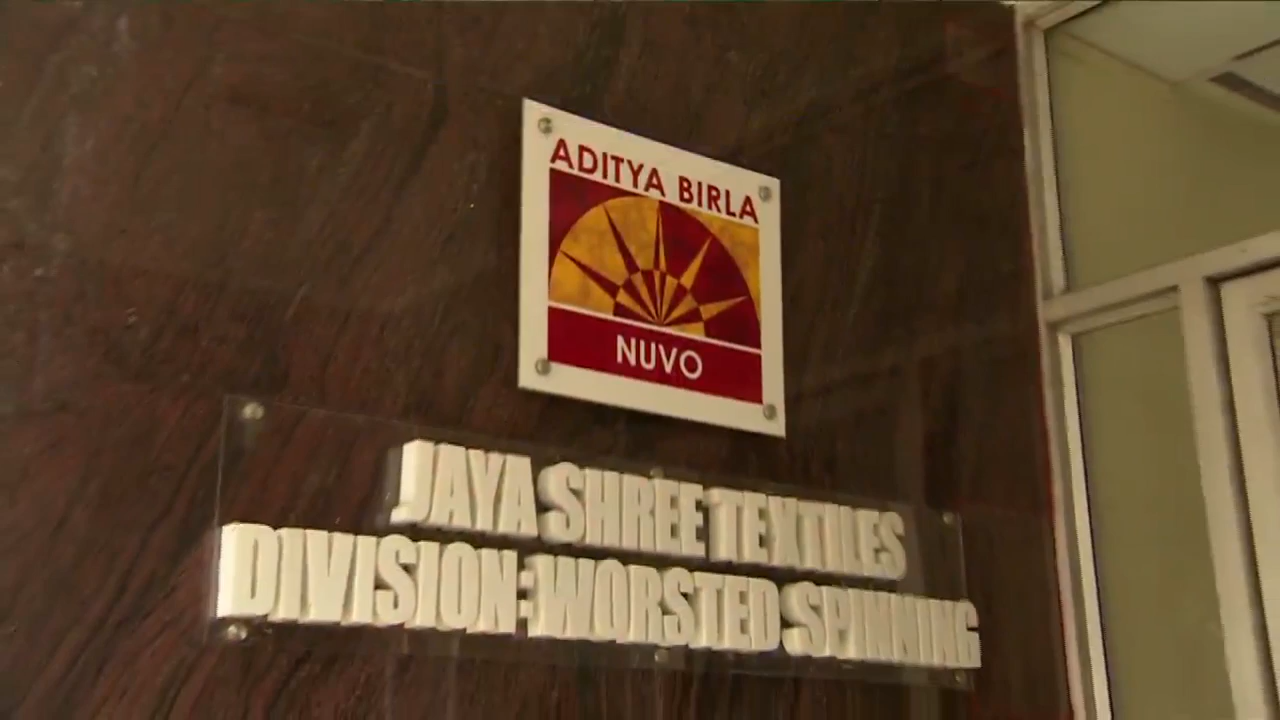 ADITYA BIRLA
NUVO
JAYA SHREE TEXTILES
DIVISION:WORSTED SPINNING